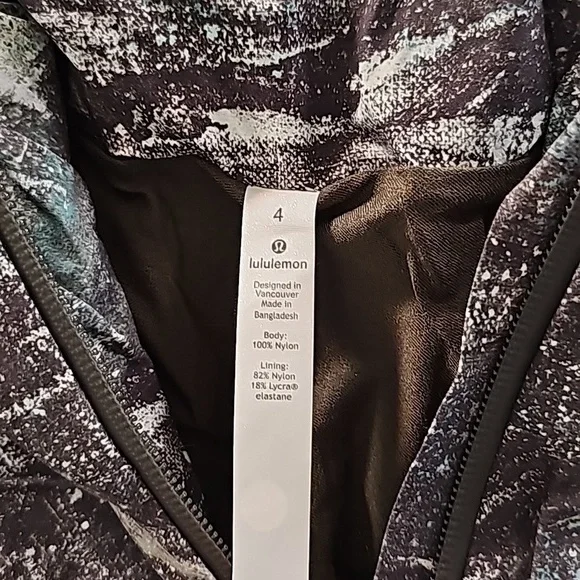 4
lululemon
Designed in
Vancouver
Made in
Bangladesh
Body:
100% Nylon
Lining:
82% Nylon
18% Lycra®
elastane